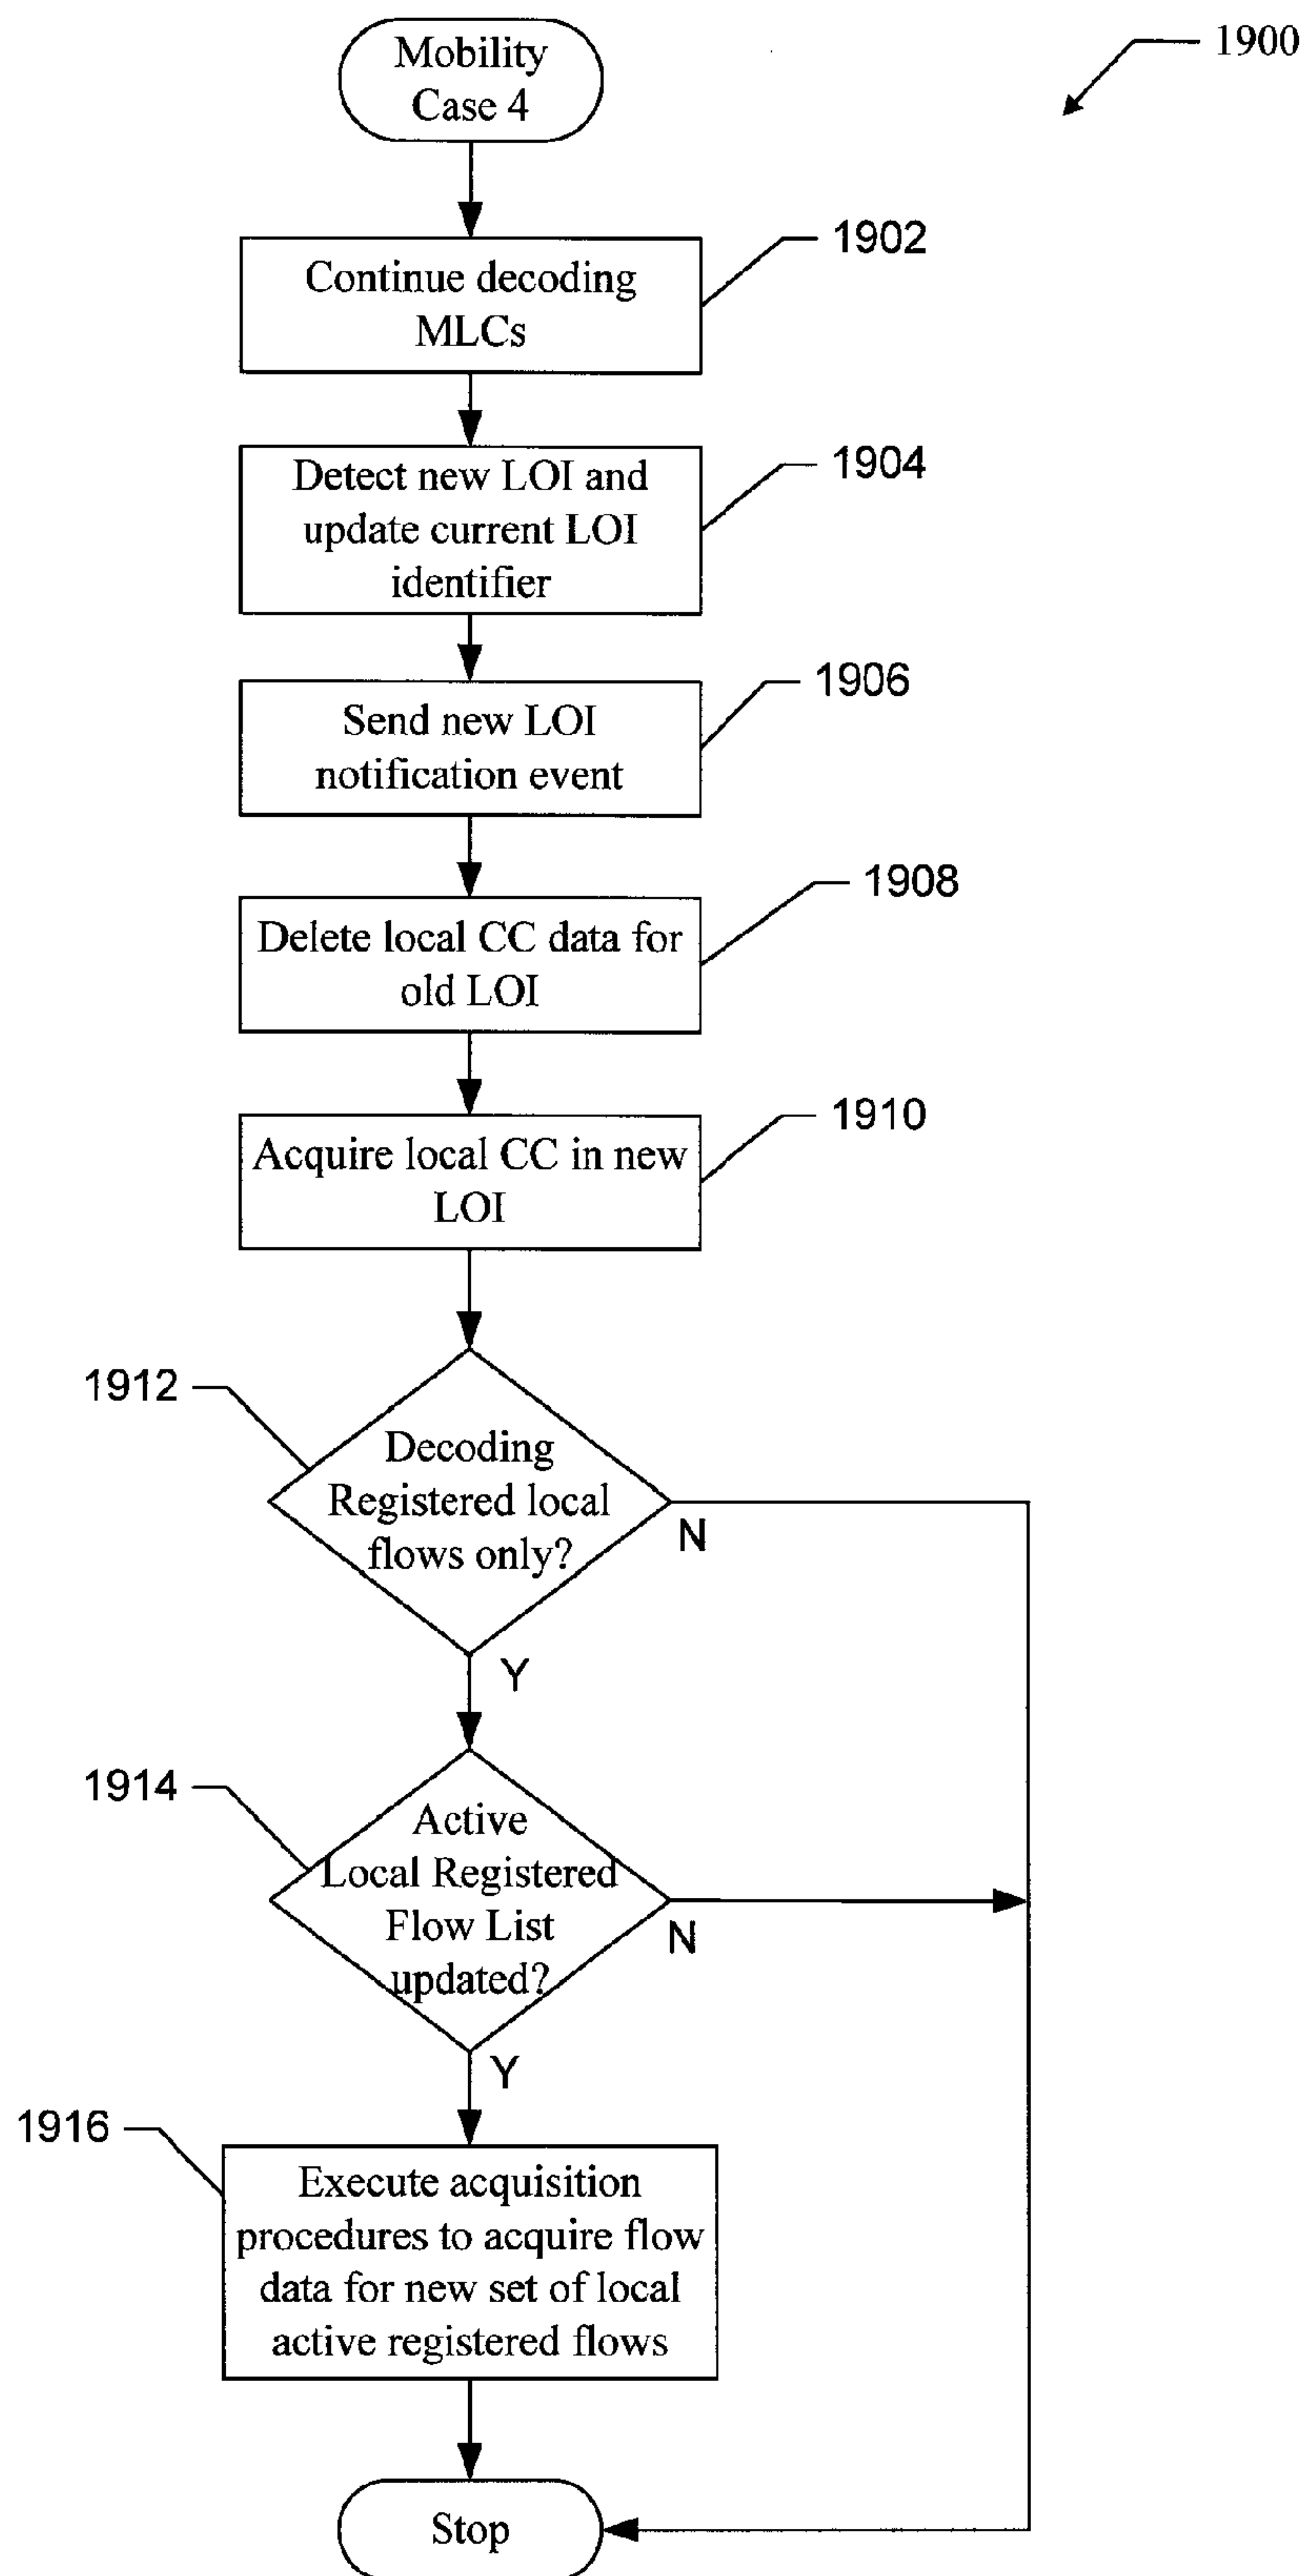 Mobility
Case 4
1900
Continue decoding
MLCs
1902
Detect new LOI and
update current LOI
identifier
1904
Send new LOI
notification event
1906
Delete local CC data for
old LOI
1908
Acquire local CC in new
LOI
1910
1912
Decoding
Registered local
flows only?
N
Y
1914
Active
Local Registered
Flow List
updated?
N
Y
1916
Execute acquisition
procedures to acquire flow
data for new set of local
active registered flows
Stop